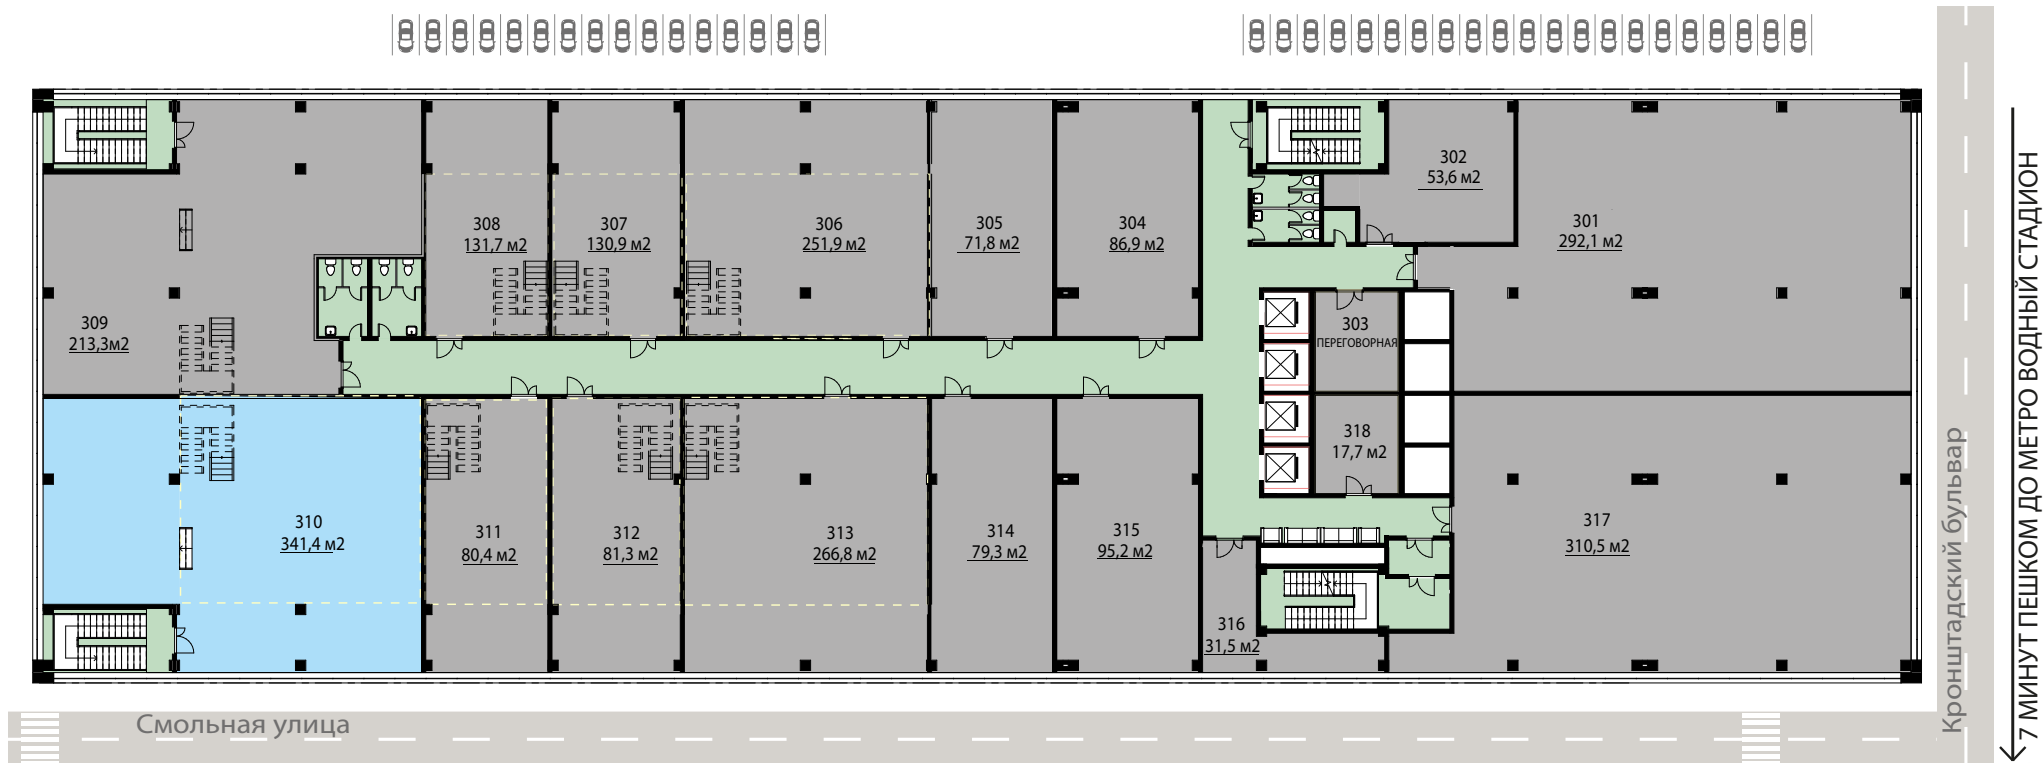 302
53,6 м2
308
131,7 м2
307
130,9 м2
306
251,9 м2
305
71,8 м2
304
86,9 м2
301
292,1 м2
309
213,3м2
303
ПЕРЕГОВОРНАЯ
318
17,7 м2
310
341,4 м2
311
80,4 м2
312
81,3 м2
313
266,8 м2
314
79,3 м2
315
95,2 м2
317
310,5 м2
316
31,5 м2
Смольная улица
Кронштадский бульвар
7 МИНУТ ПЕШКОМ ДО МЕТРО ВОДНЫЙ СТАДИОН